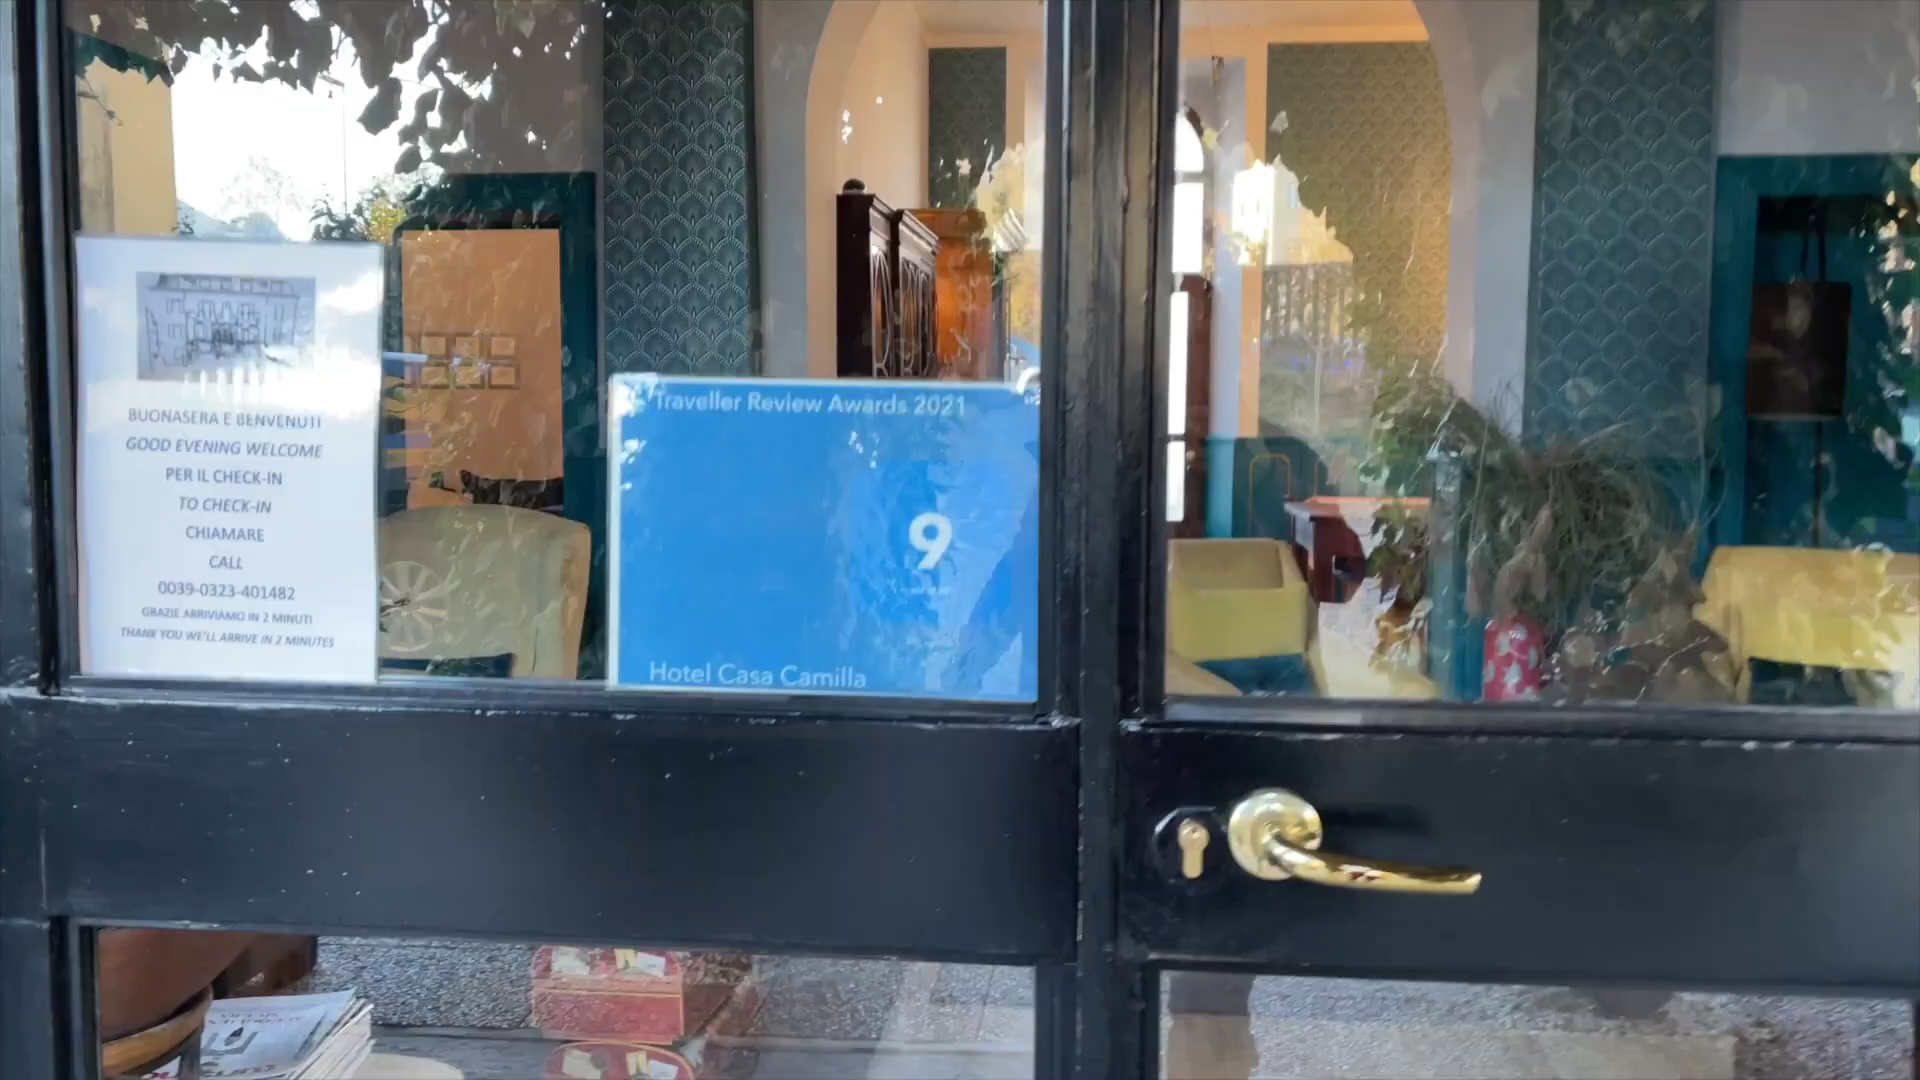 BUONASERA E BENVENUTI
GOOD EVENING WELCOME
PER IL CHECK-IN
TO CHECK-IN
CHIAMARE
CALL
0039-0323-401482
GRAZIE ARRIVIAMO IN 2 MINUTI
THANK YOU WE'LL ARRIVE IN 2 MINUTES
Traveller Review Awards 2021
9
Hotel Casa Camilla